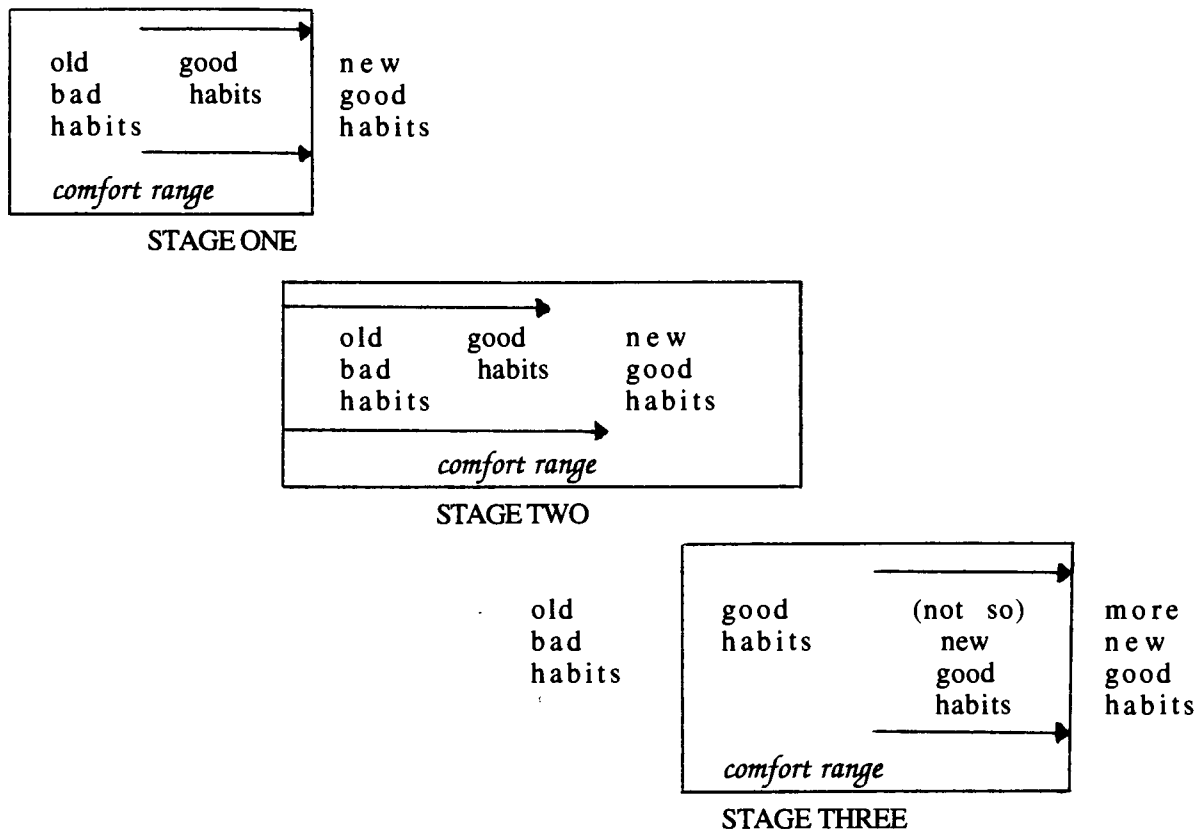 old good new
bad habits good
habits habits
comfort range
STAGE ONE
old good new
bad habits good
habits habits
comfort range
STAGE TWO
old good (not so) more
bad habits new new
habits good good
habits habits
comfort range
STAGE THREE